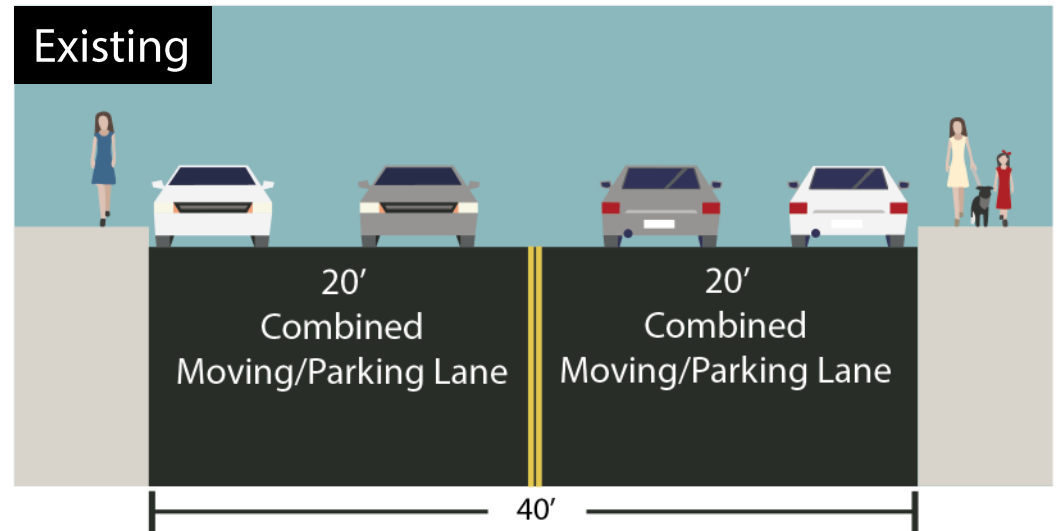 Existing
20′
Combined
Moving/Parking Lane
20′
Combined
Moving/Parking Lane
40′